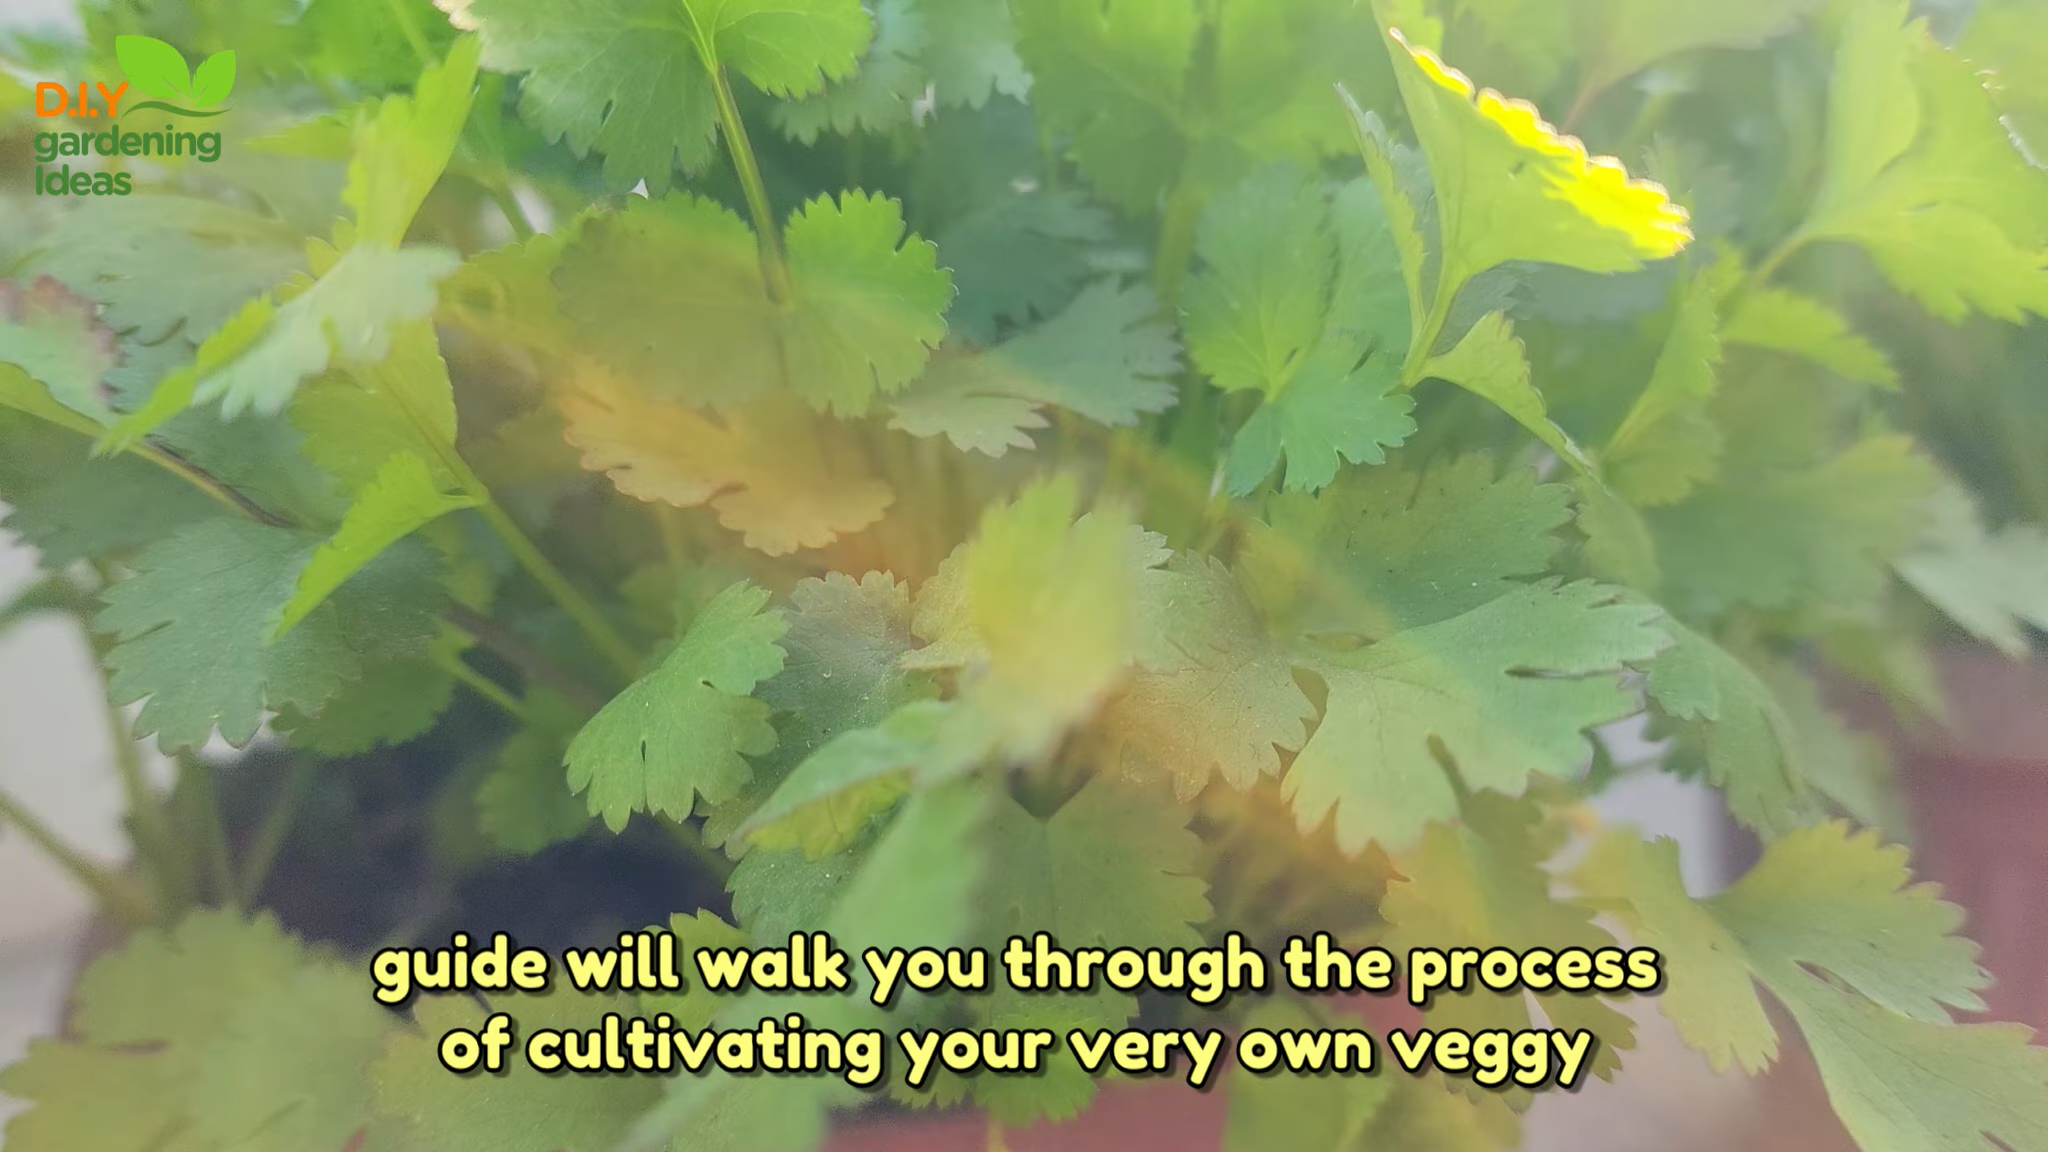 D.I.Y
gardening
Ideas
guide will walk you through the process
of cultivating your very own veggy